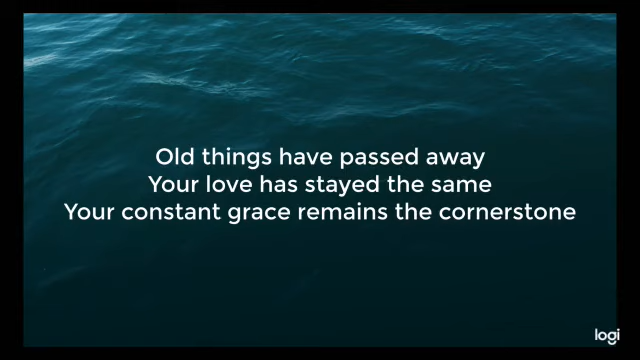 Old things have passed away
Your love has stayed the same
Your constant grace remains the cornerstone
logi